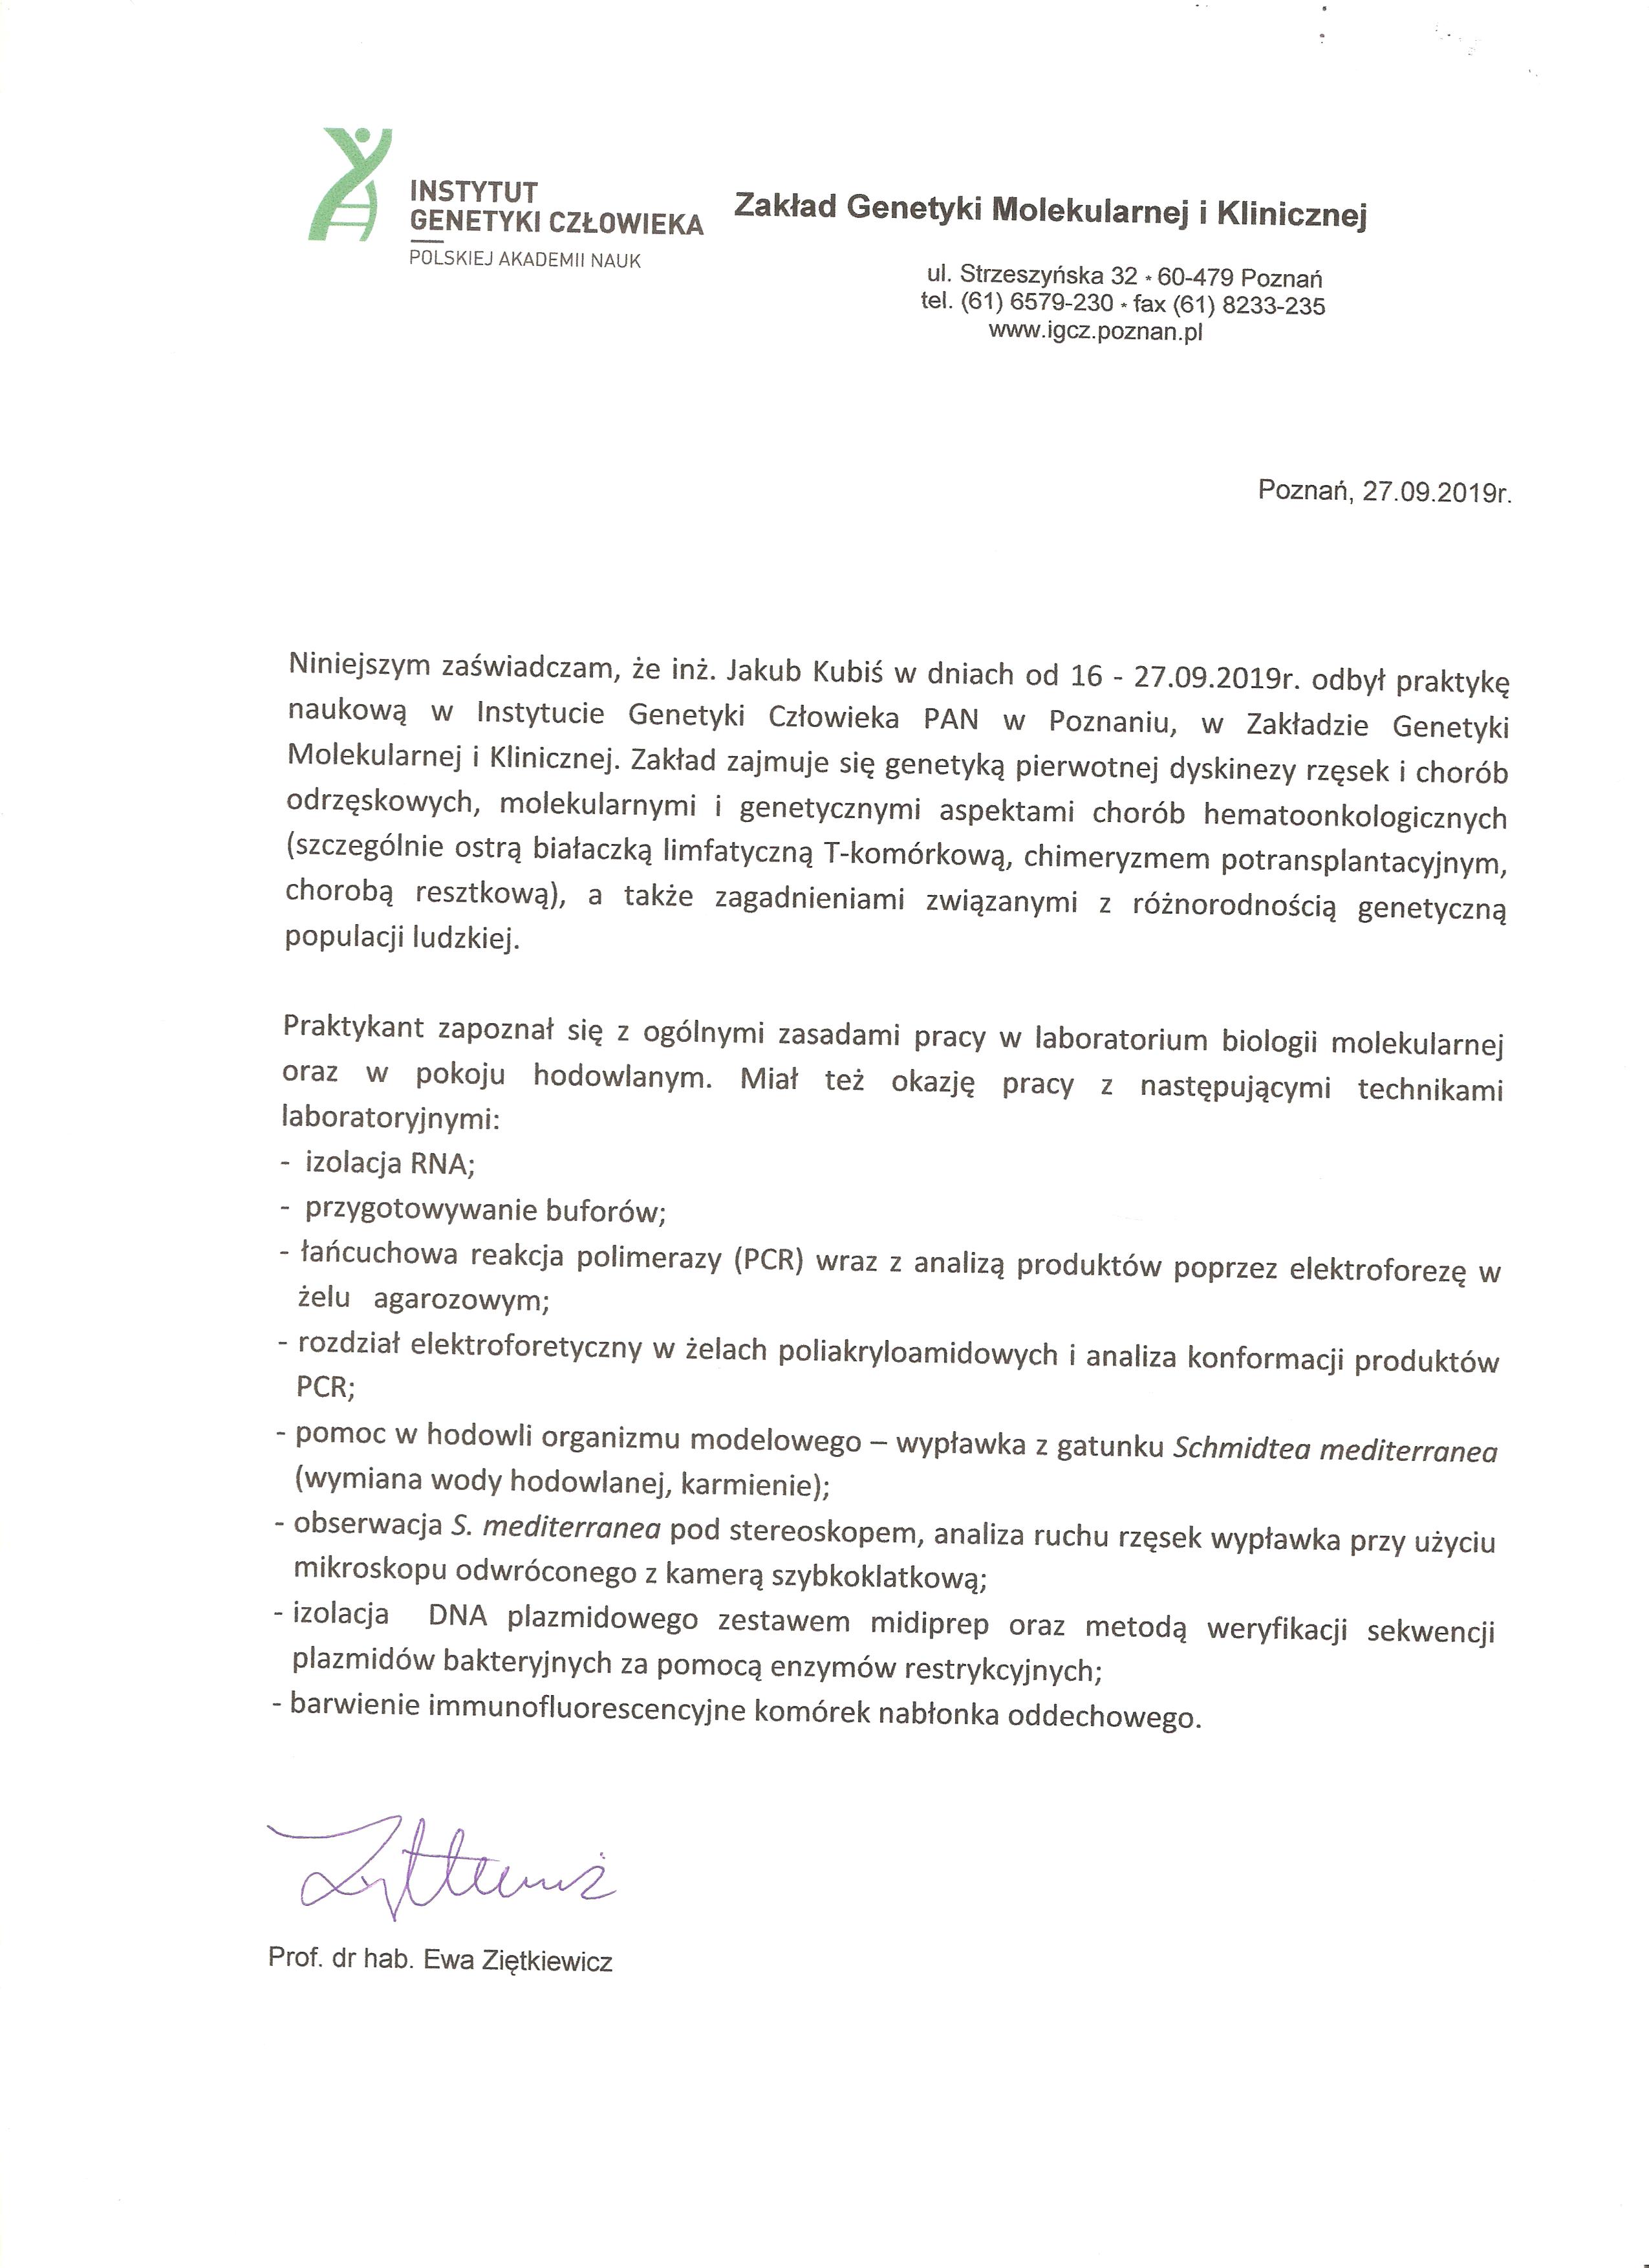 INSTYTUT
GENETYKI CZŁOWIEKA
POLSKIEJ AKADEMII NAUK
Zakład Genetyki Molekularnej i Klinicznej
ul. Strzeszyńska 32 * 60-479 Poznań
tel. (61) 6579-230 * fax (61) 8233-235
www.igcz.poznan.pl
Poznań, 27.09.2019r.
Niniejszym zaświadczam, że inż. Jakub Kubiś w dniach od 16 - 27.09.2019r. odbył praktykę
naukową w Instytucie Genetyki Człowieka PAN w Poznaniu, w Zakładzie Genetyki
Molekularnej i Klinicznej. Zakład zajmuje się genetyką pierwotnej dyskinezy rzęsek i chorób
odrzęskowych, molekularnymi i genetycznymi aspektami chorób hematoonkologicznych
(szczególnie ostrą białaczką limfatyczną T-komórkową, chimeryzmem potransplantacyjnym,
chorobą resztkową), a także zagadnieniami związanymi z różnorodnością genetyczną
populacji ludzkiej.
Praktykant zapoznał się z ogólnymi zasadami pracy w laboratorium biologii molekularnej
oraz w pokoju hodowlanym. Miał też okazję pracy z następującymi technikami
laboratoryjnymi:
- izolacja RNA;
- przygotowywanie buforów;
- łańcuchowa reakcja polimerazy (PCR) wraz z analizą produktów poprzez elektroforezę w
żelu agarozowym;
- rozdział elektroforetyczny w żelach poliakryloamidowych i analiza konformacji produktów
PCR;
- pomoc w hodowli organizmu modelowego – wypławka z gatunku Schmidtea mediterranea
(wymiana wody hodowlanej, karmienie);
- obserwacja S. mediterranea pod stereoskopem, analiza ruchu rzęsek wypławka przy użyciu
mikroskopu odwróconego z kamerą szybkoklatkową;
- izolacja DNA plazmidowego zestawem midiprep oraz metodą weryfikacji sekwencji
plazmidów bakteryjnych za pomocą enzymów restrykcyjnych;
- barwienie immunofluorescencyjne komórek nabłonka oddechowego.
Prof. dr hab. Ewa Ziętkiewicz